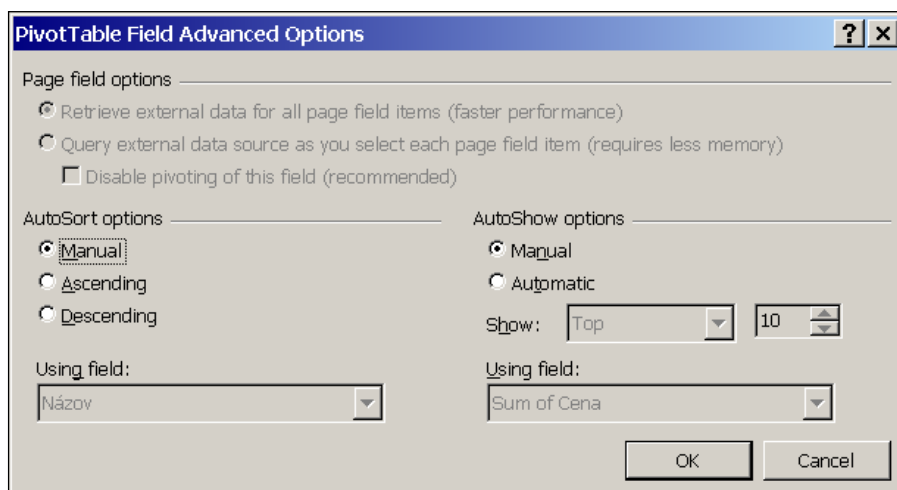 PivotTable Field Advanced Options
Page field options
Retrieve external data for all page field items (faster performance)
Query external data source as you select each page field item (requires less memory)
Disable pivoting of this field (recommended)
AutoSort options
Manual
Ascending
Descending
Using field:
Názov
AutoShow options
Manual
Automatic
Show: Top 10
Using field:
Sum of Cena
OK Cancel